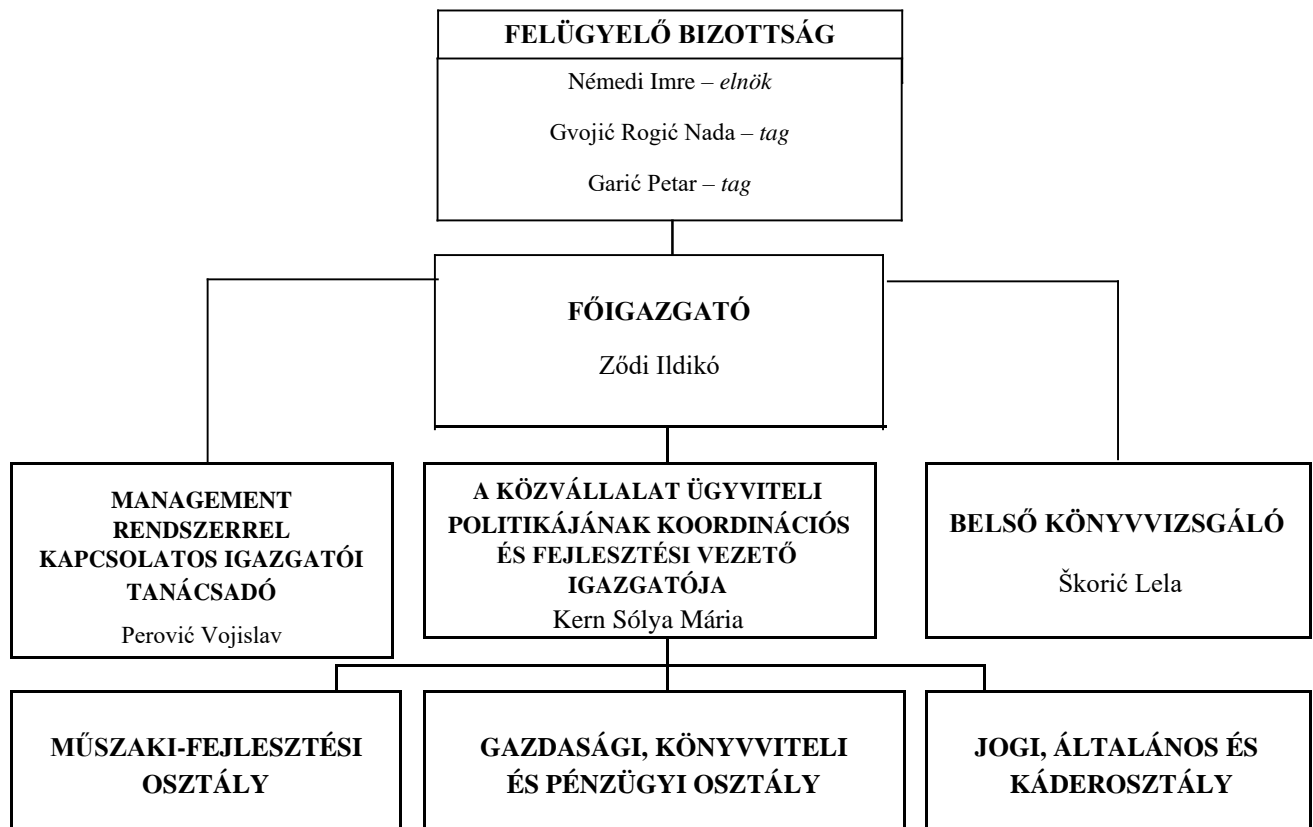 FELÜGYELŐ BIZOTTSÁG
Némedi Imre – elnök
Gvojić Rogić Nada – tag
Garić Petar – tag
FŐIGAZGATÓ
Ződi Ildikó
MANAGEMENT
RENDSZERREL
KAPCSOLATOS IGAZGATÓI
TANÁCSADÓ
Perović Vojislav
A KÖZVÁLLALAT ÜGYVITELI
POLITIKÁJÁNAK KOORDINÁCIÓS
ÉS FEJLESZTÉSI VEZETŐ
IGAZGATÓJA
Kern Sólya Mária
BELSŐ KÖNYVVIZSGÁLÓ
Škorić Lela
MŰSZAKI-FEJLESZTÉSI
OSZTÁLY
GAZDASÁGI, KÖNYVVITELI
ÉS PÉNZÜGYI OSZTÁLY
JOGI, ÁLTALÁNOS ÉS
KÁDEROSZTÁLY